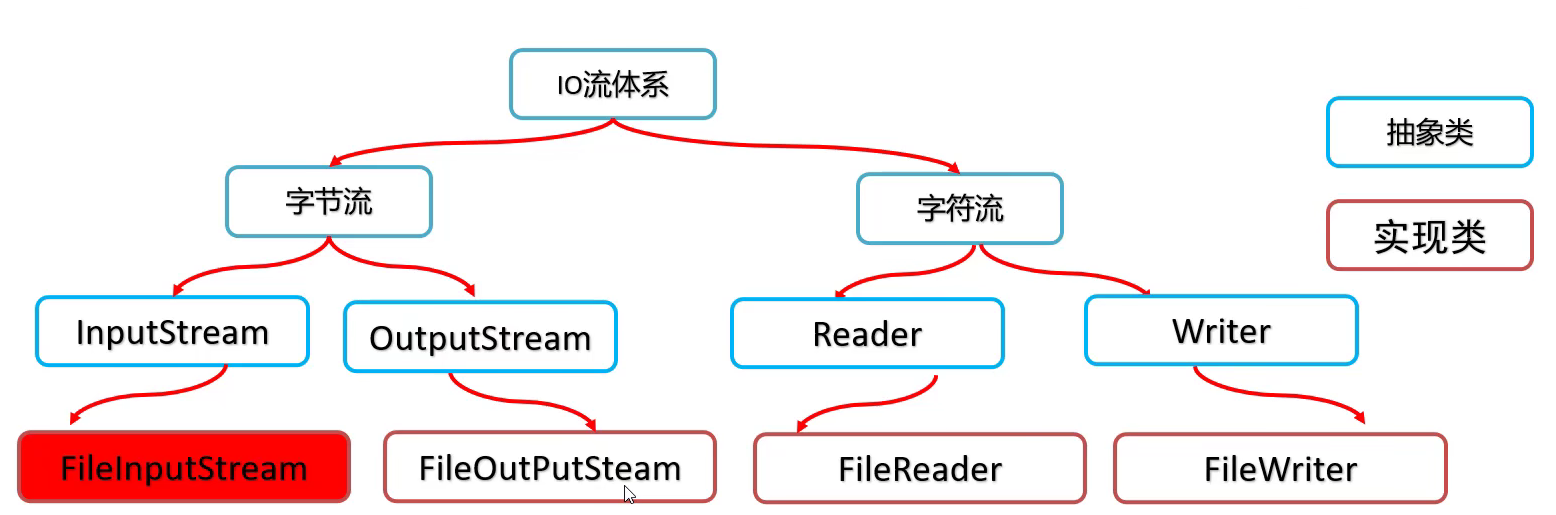 IO流体系
抽象类
字节流
字符流
实现类
InputStream
OutputStream
Reader
Writer
FileInputStream
FileOutPutSteam
FileReader
FileWriter